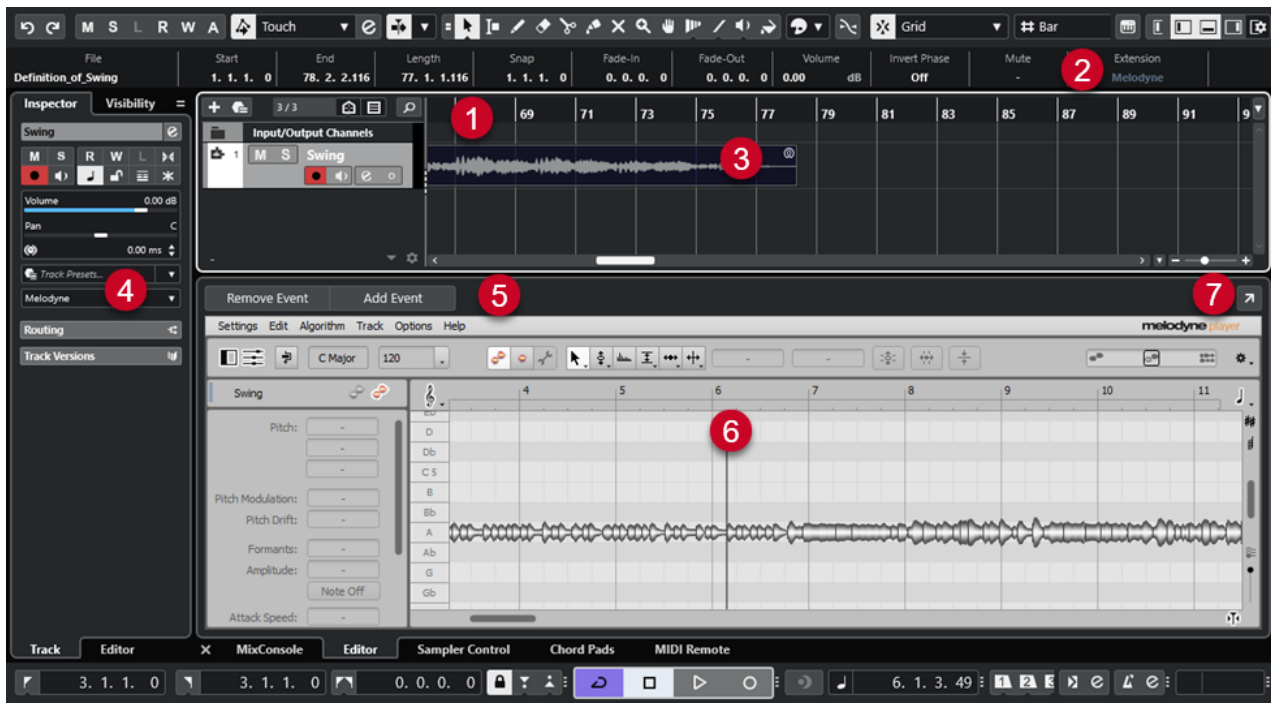 M S L R W A Touch Grid Bar
File Start End Length Snap Fade-In Fade-Out Volume Invert Phase Mute Extension
Definition_of_Swing 1. 1. 1. 0 78. 2. 2.116 77. 1. 1.116 1. 1. 1. 0 0. 0. 0. 0 0. 0. 0. 0 0.00 dB Off - 2 Melodyne
Inspector Visibility
3/3 1 69 71 73 75 77 79 81 83 85 87 89 91 9
Swing
Input/Output Channels
M S R W L
1 M S Swing 3
Volume 0.00 dB
Pan C
0.00 ms
Track Presets...
Melodyne 4
Routing
Track Versions
Remove Event Add Event 5 7
Settings Edit Algorithm Track Options Help melodyne player
C Major 120 - -
Swing 4 5 6 7 8 9 10 11
Pitch: -
-
-
Pitch Modulation: -
Pitch Drift: -
Formants: -
Amplitude: -
Note Off
Attack Speed: -
D
Db
C 5
B
Bb
A
Ab
G
Gb
6
Track Editor MixConsole Editor Sampler Control Chord Pads MIDI Remote
3. 1. 1. 0 3. 1. 1. 0 0. 0. 0. 0 6. 1. 3. 49 1 2 3